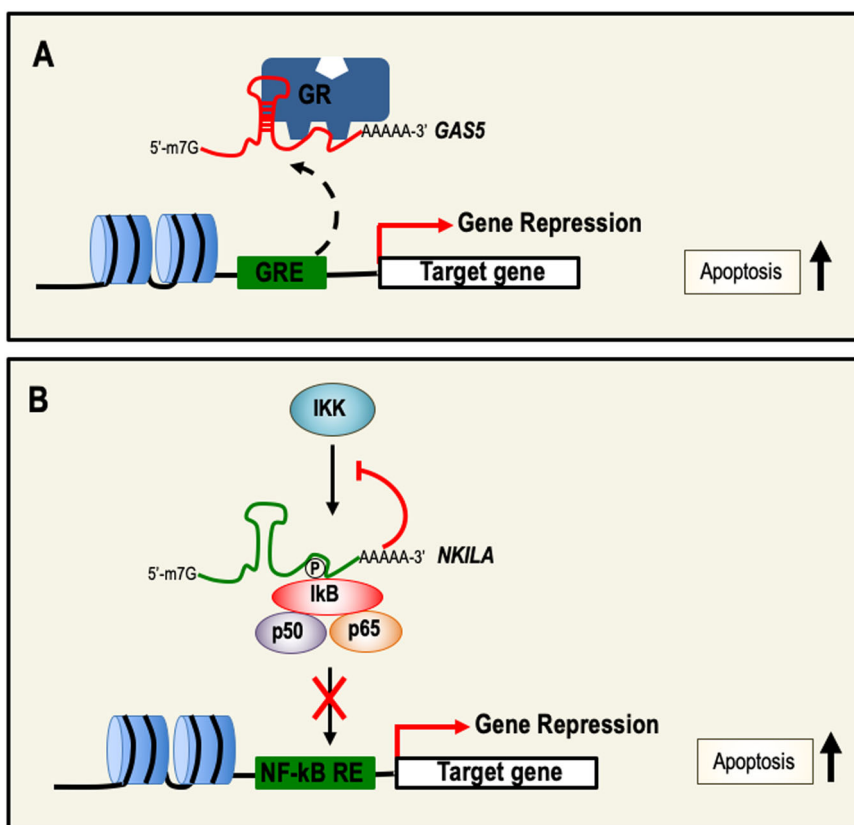 A
GR
5'-m7G
AAAAA-3' GAS5
Gene Repression
GRE
Target gene
Apoptosis
B
IKK
5'-m7G
AAAAA-3' NKILA
P
IkB
p50
p65
Gene Repression
NF-kB RE
Target gene
Apoptosis